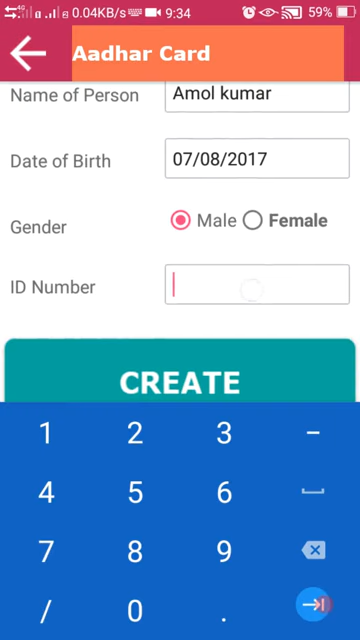 0.04KB/s 9:34 59%
Aadhar Card
Name of Person Amol kumar
Date of Birth 07/08/2017
Gender Male Female
ID Number
CREATE
1 2 3 -
4 5 6
7 8 9
/ 0 .